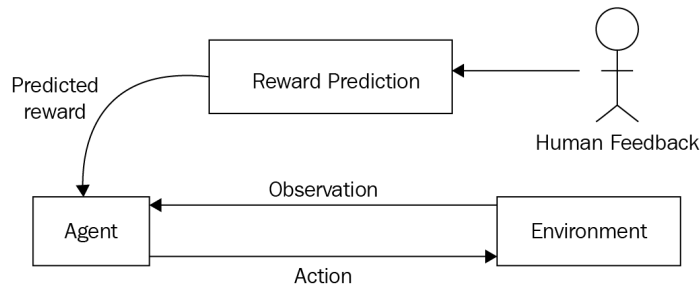 Predicted
reward
Reward Prediction
Human Feedback
Observation
Agent
Environment
Action